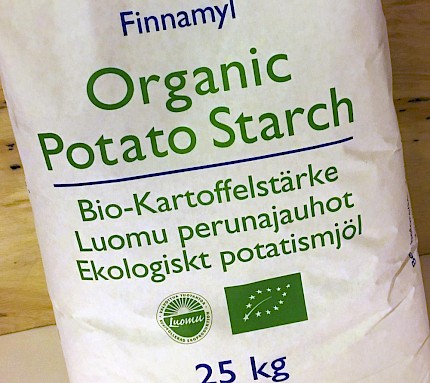 Finnamyl
Organic
Potato Starch
Bio-Kartoffelstärke
Luomu perunajauhot
Ekologiskt potatismjöl
Luomu
25 kg